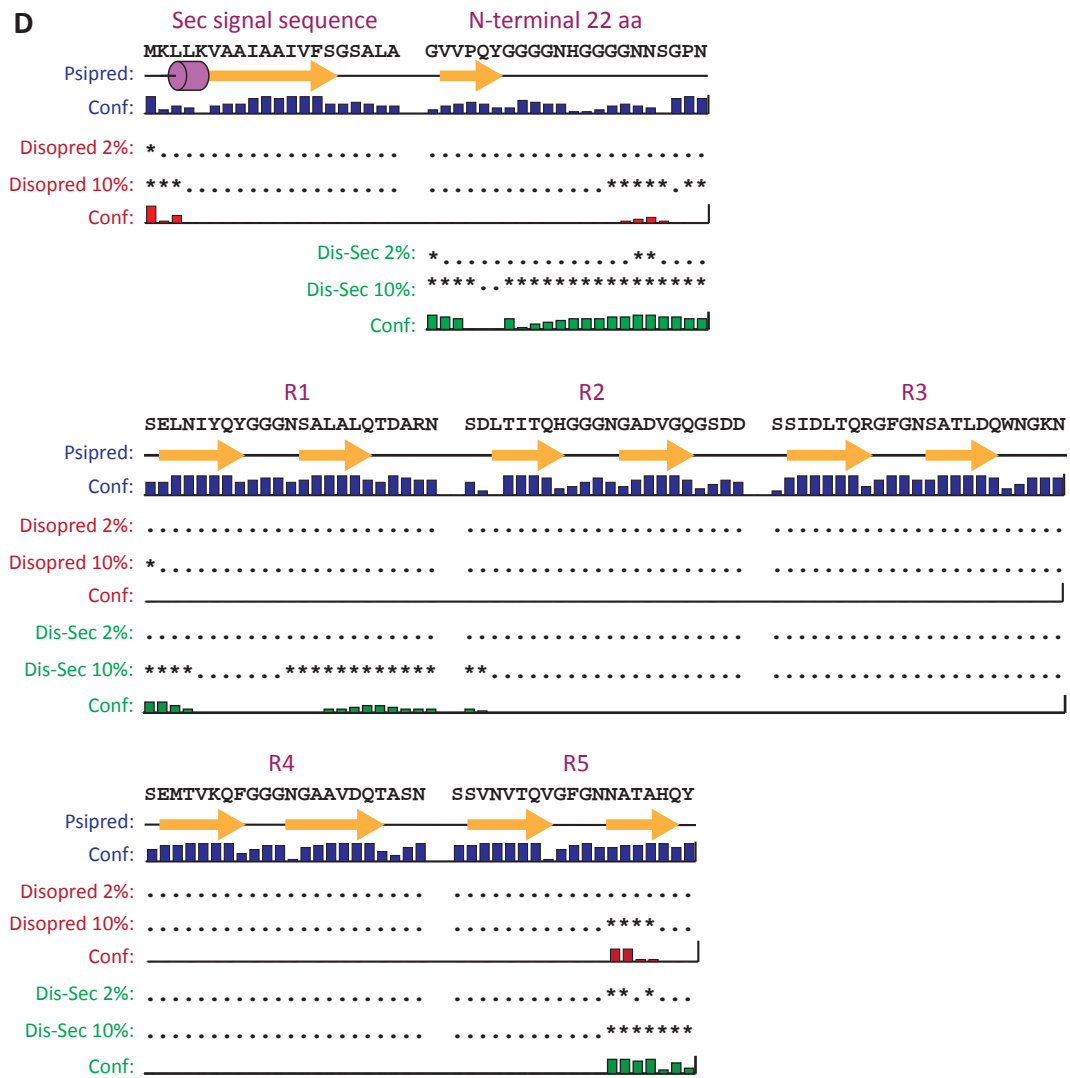 D
Sec signal sequence N-terminal 22 aa
MKLLKVAAIAAIVFSGSALA GVVPQYGGGGNHGGGGNNSGPN
Psipred:
Conf:
Disopred 2%: *................... ......................
Disopred 10%: ***................. ..............*****.**
Conf:
Dis-Sec 2%: *...............**....
Dis-Sec 10%: ****..****************
Conf:
R1 R2 R3
SELNIYQYGGGNSALALQTDARN SDLTITQHGGGNGADVGQGSDD SSIDLTQRGFGNSATLDQWNGKN
Psipred:
Conf:
Disopred 2%: ....................... ...................... .......................
Disopred 10%: *...................... ...................... .......................
Conf:
Dis-Sec 2%: ....................... ...................... .......................
Dis-Sec 10%: ****.......************ **.................... .......................
Conf:
R4 R5
SEMTVKQFGGGNGAAVDQTASN SSVNVTQVGFGNNATAHQY
Psipred:
Conf:
Disopred 2%: ...................... ...................
Disopred 10%: ...................... ............****...
Conf:
Dis-Sec 2%: ...................... ............**.*...
Dis-Sec 10%: ...................... ............*******
Conf: